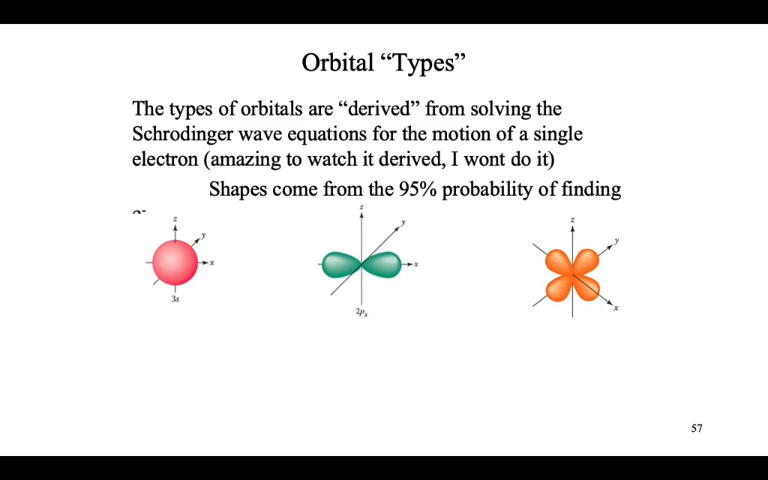 Orbital “Types”
The types of orbitals are “derived” from solving the
Schrodinger wave equations for the motion of a single
electron (amazing to watch it derived, I wont do it)
Shapes come from the 95% probability of finding
z
y
x
3s
z
y
x
2px
z
y
x
57